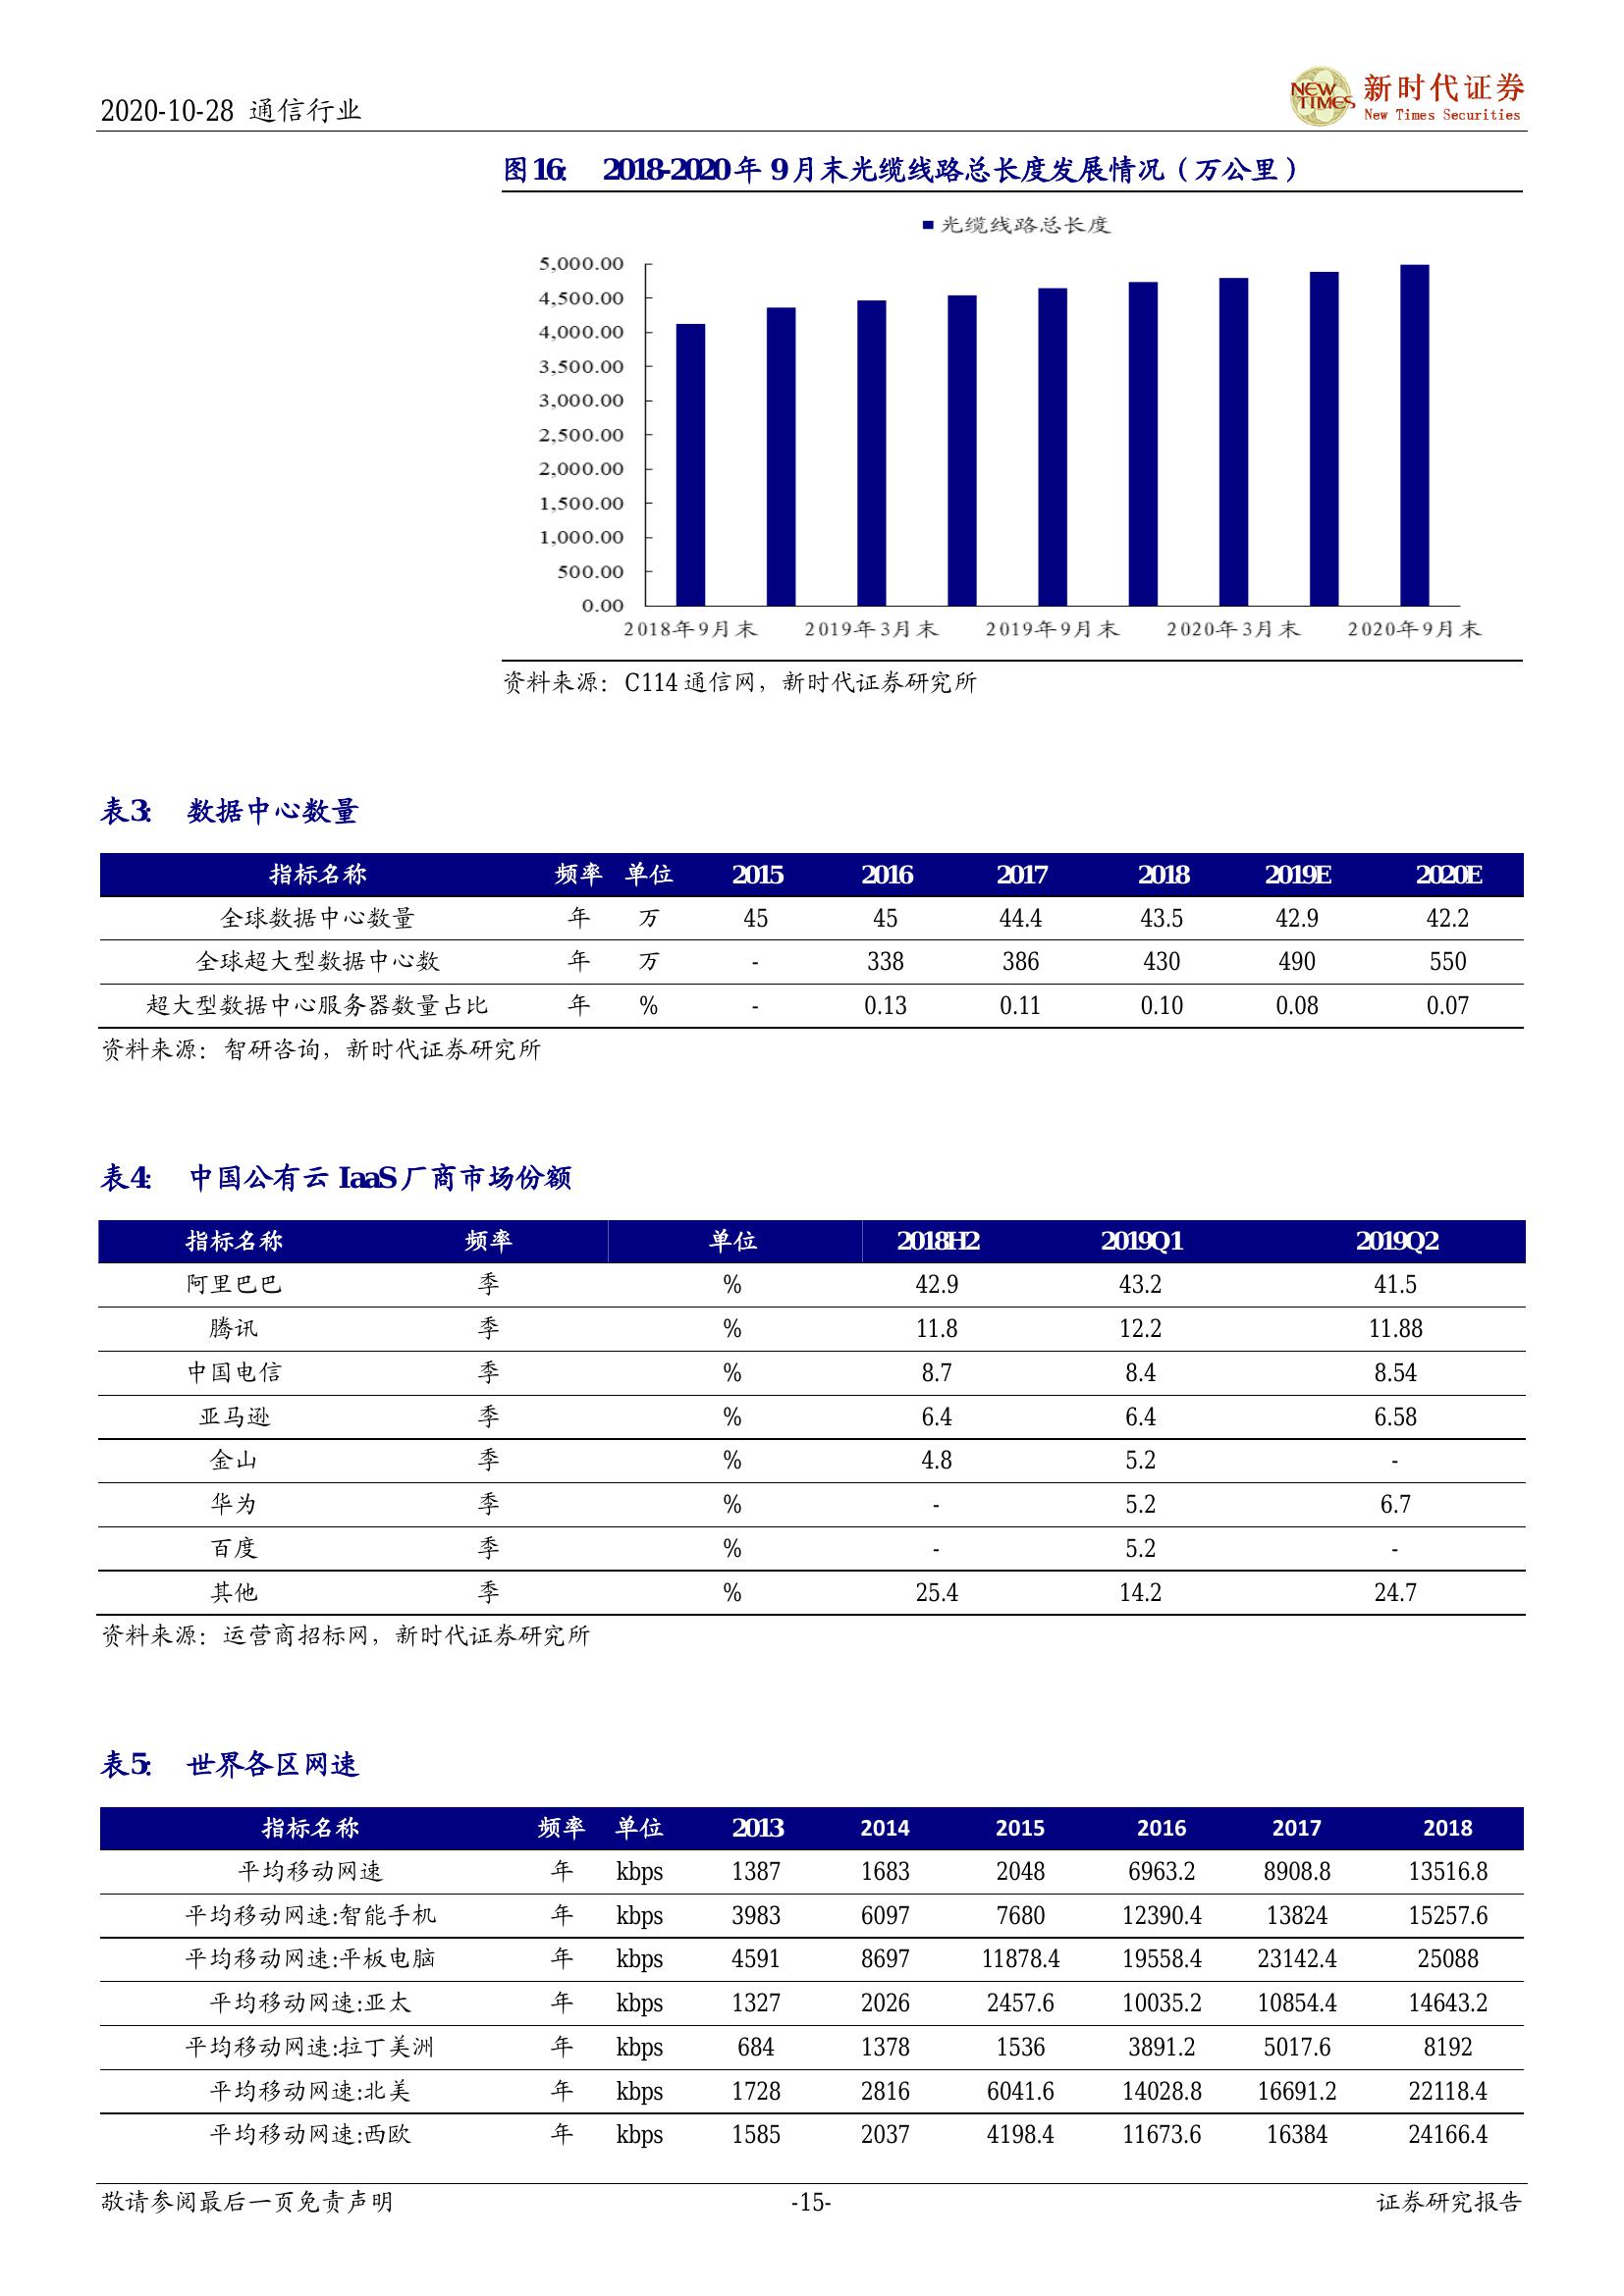 2020-10-28 通信行业
NEW TIMES 新时代证券
New Times Securities
图16: 2018-2020年9月末光缆线路总长度发展情况（万公里）
光缆线路总长度
5,000.00
4,500.00
4,000.00
3,500.00
3,000.00
2,500.00
2,000.00
1,500.00
1,000.00
500.00
0.00
2018年9月末 2019年3月末 2019年9月末 2020年3月末 2020年9月末
资料来源：C114通信网，新时代证券研究所
表3: 数据中心数量
指标名称 频率 单位 2015 2016 2017 2018 2019E 2020E
全球数据中心数量 年 万 45 45 44.4 43.5 42.9 42.2
全球超大型数据中心数 年 万 - 338 386 430 490 550
超大型数据中心服务器数量占比 年 % - 0.13 0.11 0.10 0.08 0.07
资料来源：智研咨询，新时代证券研究所
表4: 中国公有云 IaaS厂商市场份额
指标名称 频率 单位 2018H2 2019Q1 2019Q2
阿里巴巴 季 % 42.9 43.2 41.5
腾讯 季 % 11.8 12.2 11.88
中国电信 季 % 8.7 8.4 8.54
亚马逊 季 % 6.4 6.4 6.58
金山 季 % 4.8 5.2 -
华为 季 % - 5.2 6.7
百度 季 % - 5.2 -
其他 季 % 25.4 14.2 24.7
资料来源：运营商招标网，新时代证券研究所
表5: 世界各区网速
指标名称 频率 单位 2013 2014 2015 2016 2017 2018
平均移动网速 年 kbps 1387 1683 2048 6963.2 8908.8 13516.8
平均移动网速:智能手机 年 kbps 3983 6097 7680 12390.4 13824 15257.6
平均移动网速:平板电脑 年 kbps 4591 8697 11878.4 19558.4 23142.4 25088
平均移动网速:亚太 年 kbps 1327 2026 2457.6 10035.2 10854.4 14643.2
平均移动网速:拉丁美洲 年 kbps 684 1378 1536 3891.2 5017.6 8192
平均移动网速:北美 年 kbps 1728 2816 6041.6 14028.8 16691.2 22118.4
平均移动网速:西欧 年 kbps 1585 2037 4198.4 11673.6 16384 24166.4
敬请参阅最后一页免责声明 -15- 证券研究报告